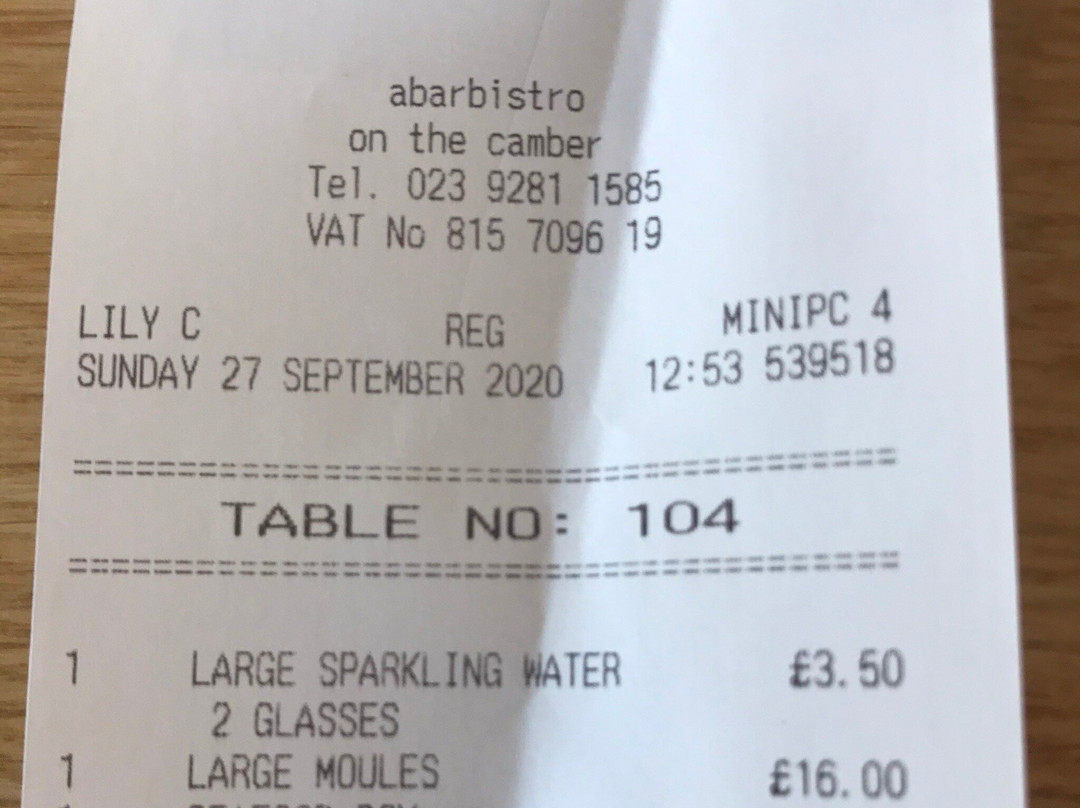 abarbistro
on the camber
Tel. 023 9281 1585
VAT No 815 7096 19
LILY C REG MINIPC 4
SUNDAY 27 SEPTEMBER 2020 12:53 539518
========================================
TABLE NO: 104
========================================
1 LARGE SPARKLING WATER £3.50
2 GLASSES
1 LARGE MOULES £16.00